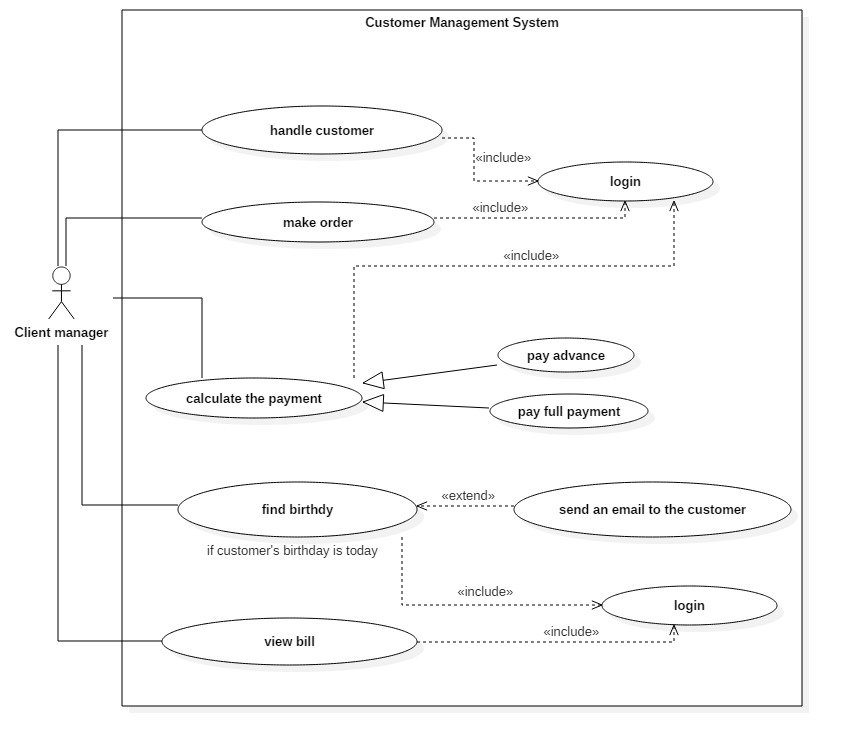 Customer Management System
handle customer
«include»
login
make order
«include»
«include»
Client manager
pay advance
calculate the payment
pay full payment
«extend»
find birthdy
send an email to the customer
if customer's birthday is today
«include»
login
«include»
view bill